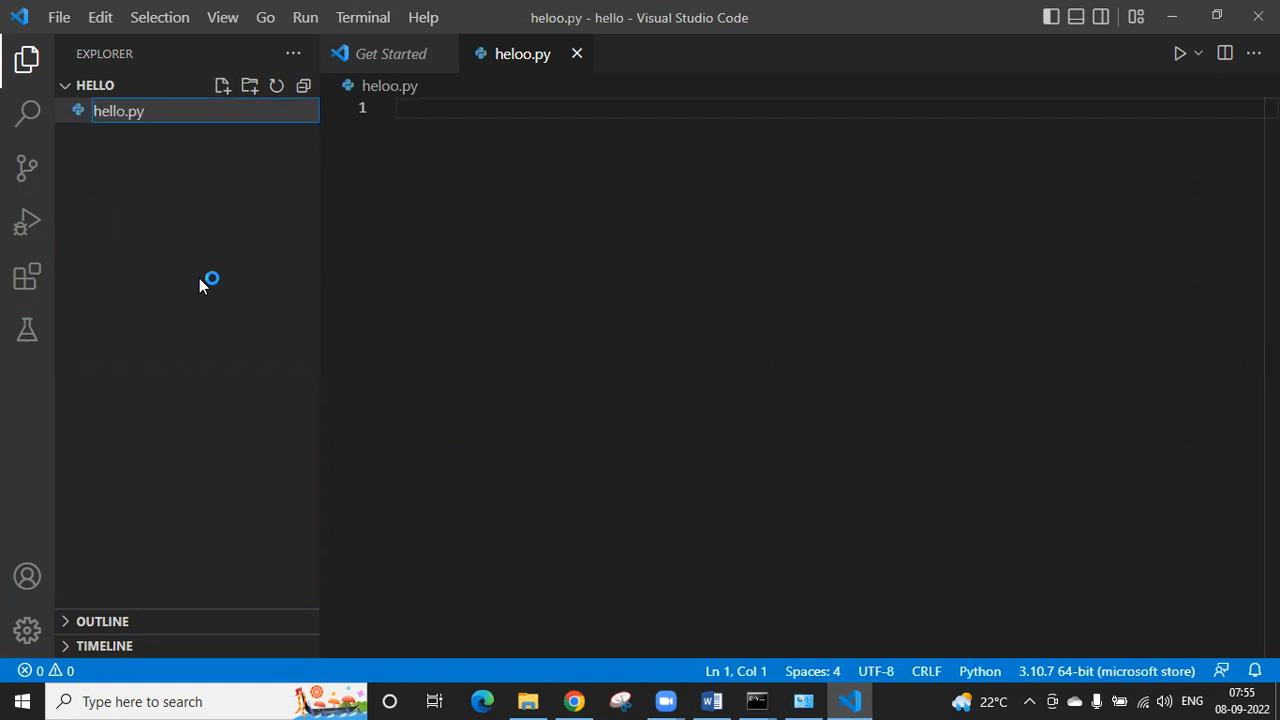 File Edit Selection View Go Run Terminal Help heloo.py - hello - Visual Studio Code
EXPLORER Get Started heloo.py
HELLO heloo.py
hello.py 1
OUTLINE
TIMELINE
0 0 Ln 1, Col 1 Spaces: 4 UTF-8 CRLF Python 3.10.7 64-bit (microsoft store)
Type here to search 22°C ENG 07:55
08-09-2022